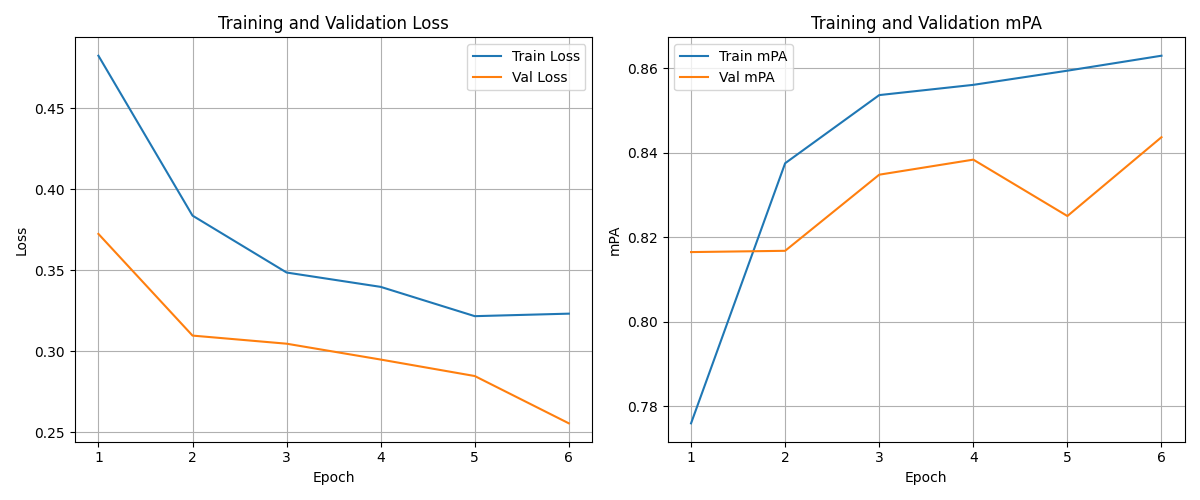 Training and Validation Loss
Train Loss
Val Loss
0.45
0.40
0.35
0.30
0.25
Loss
1 2 3 4 5 6
Epoch
Training and Validation mPA
Train mPA
Val mPA
0.86
0.84
0.82
0.80
0.78
mPA
1 2 3 4 5 6
Epoch